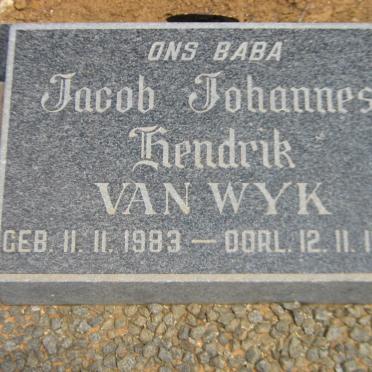 ONS BABA
Jacob Johannes
Hendrik
VAN WYK
GEB. 11. 11. 1983 — OORL. 12. 11. 1